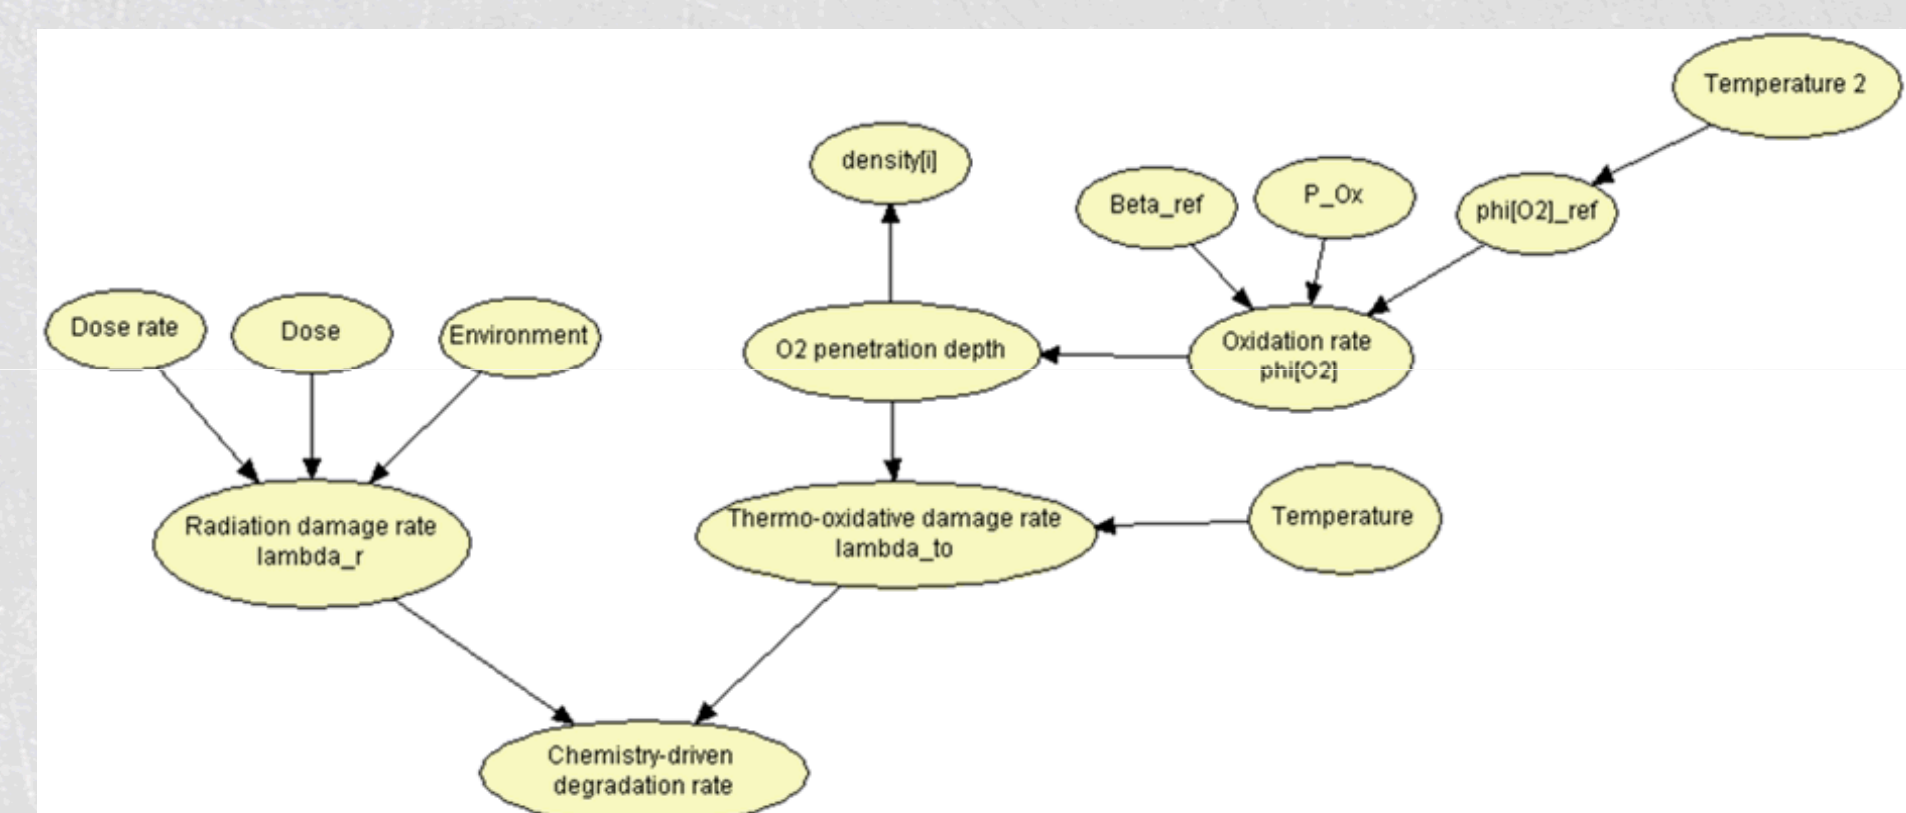 Temperature 2
density[i]
Beta_ref
P_Ox
phi[O2]_ref
Dose rate
Dose
Environment
O2 penetration depth
Oxidation rate
phi[O2]
Radiation damage rate
lambda_r
Thermo-oxidative damage rate
lambda_to
Temperature
Chemistry-driven
degradation rate